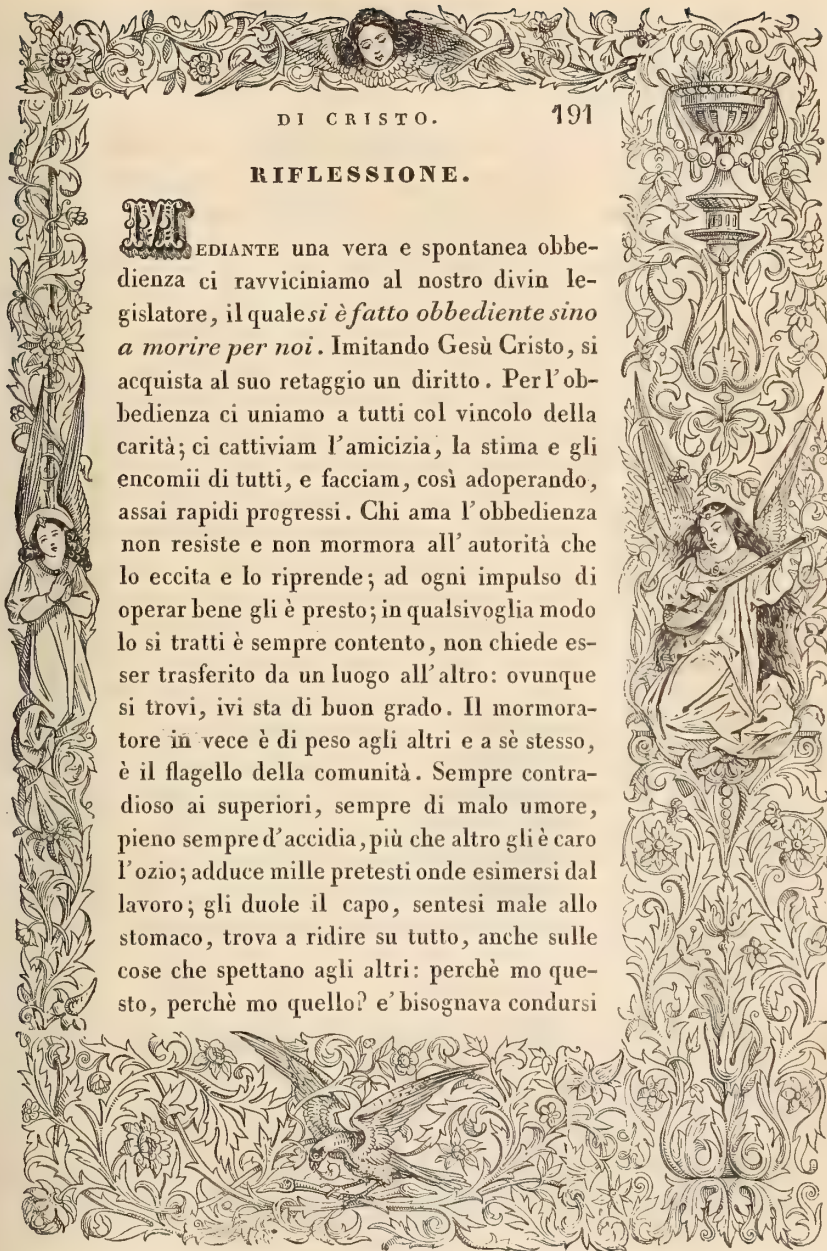 DI CRISTO. 191
RIFLESSIONE.
MEDIANTE una vera e spontanea obbe-
dienza ci ravviciniamo al nostro divin le-
gislatore, il quale si è fatto obbediente sino
a morire per noi. Imitando Gesù Cristo, si
acquista al suo retaggio un diritto. Per l'ob-
bedienza ci uniamo a tutti col vincolo della
carità; ci cattiviam l'amicizia, la stima e gli
encomii di tutti, e facciam, così adoperando,
assai rapidi progressi. Chi ama l'obbedienza
non resiste e non mormora all'autorità che
lo eccita e lo riprende; ad ogni impulso di
operar bene gli è presto; in qualsivoglia modo
lo si tratti è sempre contento, non chiede es-
ser trasferito da un luogo all'altro: ovunque
si trovi, ivi sta di buon grado. Il mormora-
tore in vece è di peso agli altri e a sè stesso,
è il flagello della comunità. Sempre contra-
dioso ai superiori, sempre di malo umore,
pieno sempre d'accidia, più che altro gli è caro
l'ozio; adduce mille pretesti onde esimersi dal
lavoro; gli duole il capo, sentesi male allo
stomaco, trova a ridire su tutto, anche sulle
cose che spettano agli altri: perchè mo que-
sto, perchè mo quello? e' bisognava condursi